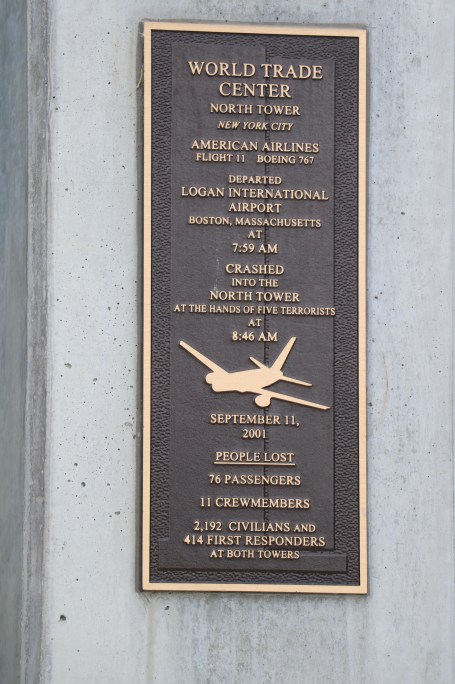 WORLD TRADE
CENTER
NORTH TOWER
NEW YORK CITY
AMERICAN AIRLINES
FLIGHT 11 BOEING 767
DEPARTED
LOGAN INTERNATIONAL
AIRPORT
BOSTON, MASSACHUSETTS
AT
7:59 AM
CRASHED
INTO THE
NORTH TOWER
AT THE HANDS OF FIVE TERRORISTS
AT
8:46 AM
SEPTEMBER 11,
2001
PEOPLE LOST
76 PASSENGERS
11 CREWMEMBERS
2,192 CIVILIANS AND
414 FIRST RESPONDERS
AT BOTH TOWERS